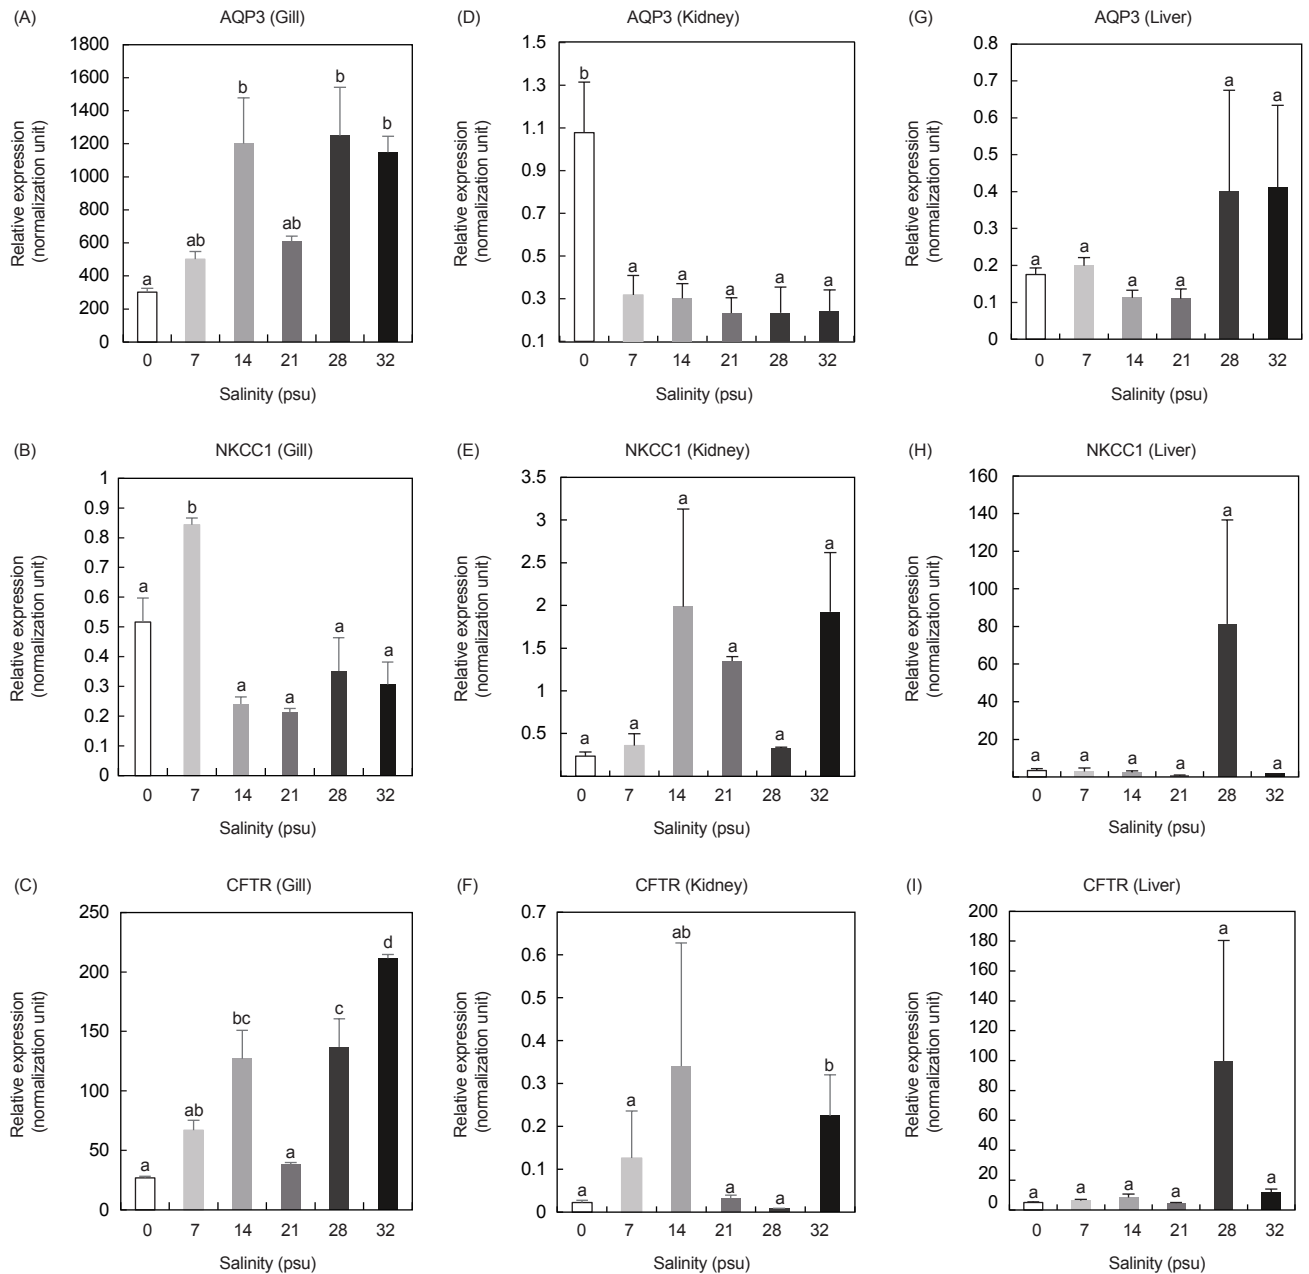 (A) AQP3 (Gill)
Relative expression
(normalization unit)
1800
1600
1400
1200
1000
800
600
400
200
0
a ab b ab b b
0 7 14 21 28 32
Salinity (psu)
(D) AQP3 (Kidney)
Relative expression
(normalization unit)
1.5
1.3
1.1
0.9
0.7
0.5
0.3
0.1
b a a a a a
0 7 14 21 28 32
Salinity (psu)
(G) AQP3 (Liver)
Relative expression
(normalization unit)
0.8
0.7
0.6
0.5
0.4
0.3
0.2
0.1
0
a a a a a a
0 7 14 21 28 32
Salinity (psu)
(B) NKCC1 (Gill)
Relative expression
(normalization unit)
1
0.9
0.8
0.7
0.6
0.5
0.4
0.3
0.2
0.1
0
a b a a a a
0 7 14 21 28 32
Salinity (psu)
(E) NKCC1 (Kidney)
Relative expression
(normalization unit)
3.5
3
2.5
2
1.5
1
0.5
a a a a a a
0 7 14 21 28 32
Salinity (psu)
(H) NKCC1 (Liver)
Relative expression
(normalization unit)
160
140
120
100
80
60
40
20
a a a a a a
0 7 14 21 28 32
Salinity (psu)
(C) CFTR (Gill)
Relative expression
(normalization unit)
250
200
150
100
50
0
a ab bc a c d
0 7 14 21 28 32
Salinity (psu)
(F) CFTR (Kidney)
Relative expression
(normalization unit)
0.7
0.6
0.5
0.4
0.3
0.2
0.1
0
a a ab a a b
0 7 14 21 28 32
Salinity (psu)
(I) CFTR (Liver)
Relative expression
(normalization unit)
200
180
160
140
120
100
80
60
40
20
0
a a a a a a
0 7 14 21 28 32
Salinity (psu)